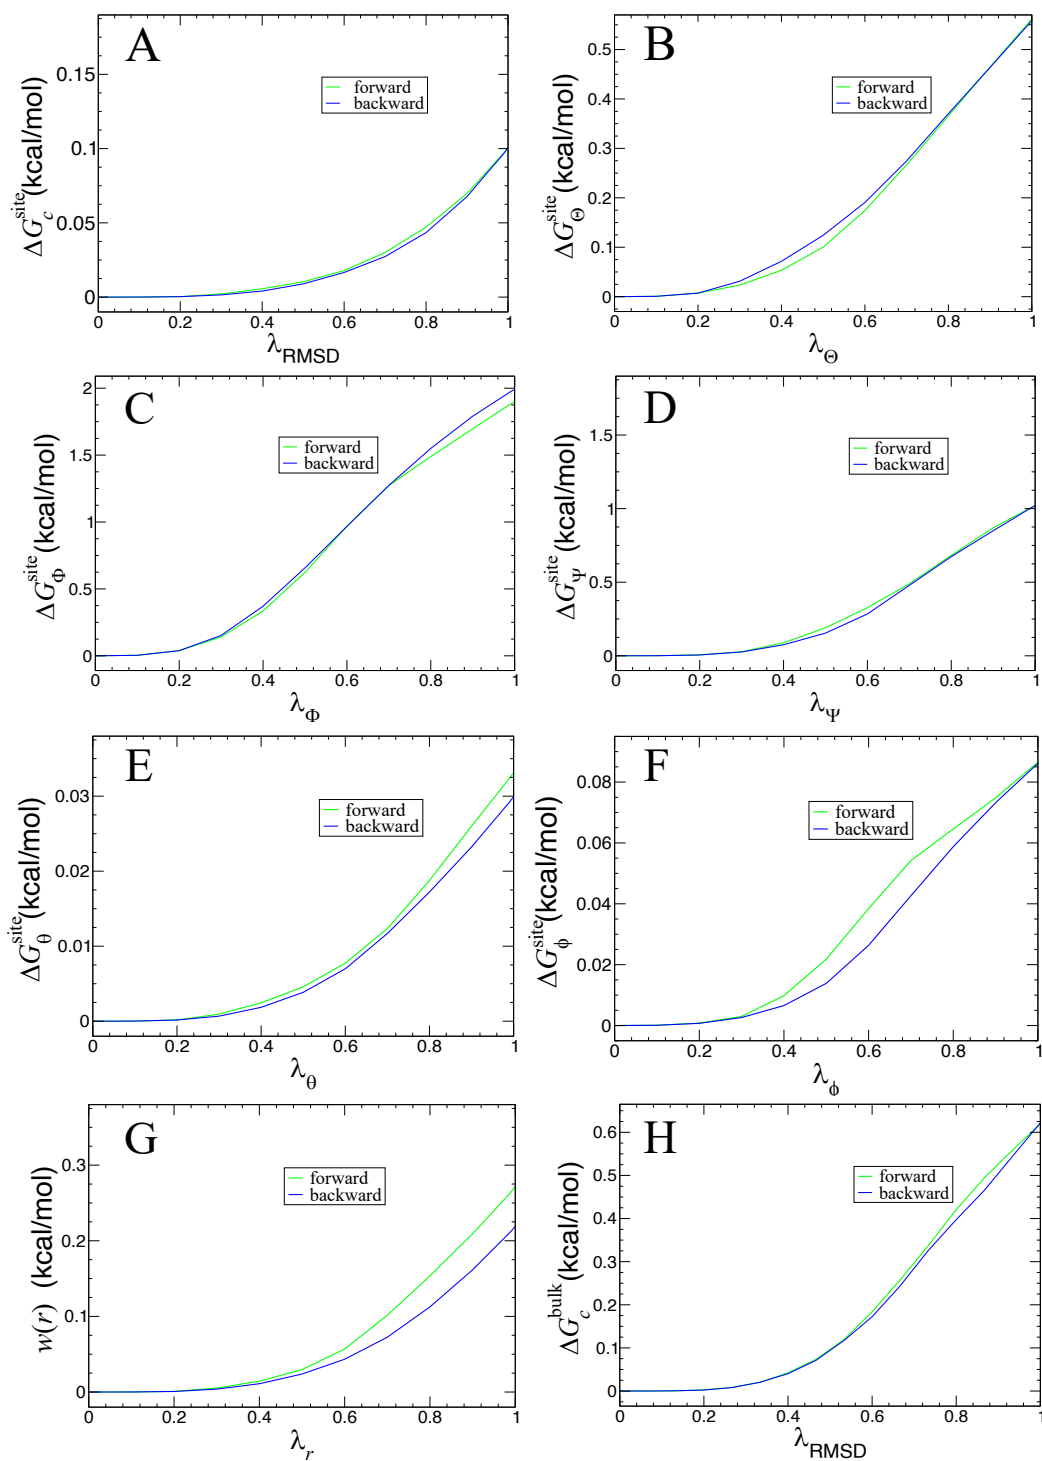 A
ΔG_c^site (kcal/mol)
0.15
0.1
0.05
0
forward
backward
0 0.2 0.4 0.6 0.8 1
λ_RMSD
B
ΔG_Θ^site (kcal/mol)
0.5
0.4
0.3
0.2
0.1
0
forward
backward
0 0.2 0.4 0.6 0.8 1
λ_Θ
C
ΔG_Φ^site (kcal/mol)
2
1.5
1
0.5
0
forward
backward
0 0.2 0.4 0.6 0.8 1
λ_Φ
D
ΔG_Ψ^site (kcal/mol)
1.5
1
0.5
0
forward
backward
0 0.2 0.4 0.6 0.8 1
λ_Ψ
E
ΔG_θ^site (kcal/mol)
0.03
0.02
0.01
0
forward
backward
0 0.2 0.4 0.6 0.8 1
λ_θ
F
ΔG_ϕ^site (kcal/mol)
0.08
0.06
0.04
0.02
0
forward
backward
0 0.2 0.4 0.6 0.8 1
λ_ϕ
G
w(r) (kcal/mol)
0.3
0.2
0.1
0
forward
backward
0 0.2 0.4 0.6 0.8 1
λ_r
H
ΔG_c^bulk (kcal/mol)
0.6
0.5
0.4
0.3
0.2
0.1
0
forward
backward
0 0.2 0.4 0.6 0.8 1
λ_RMSD